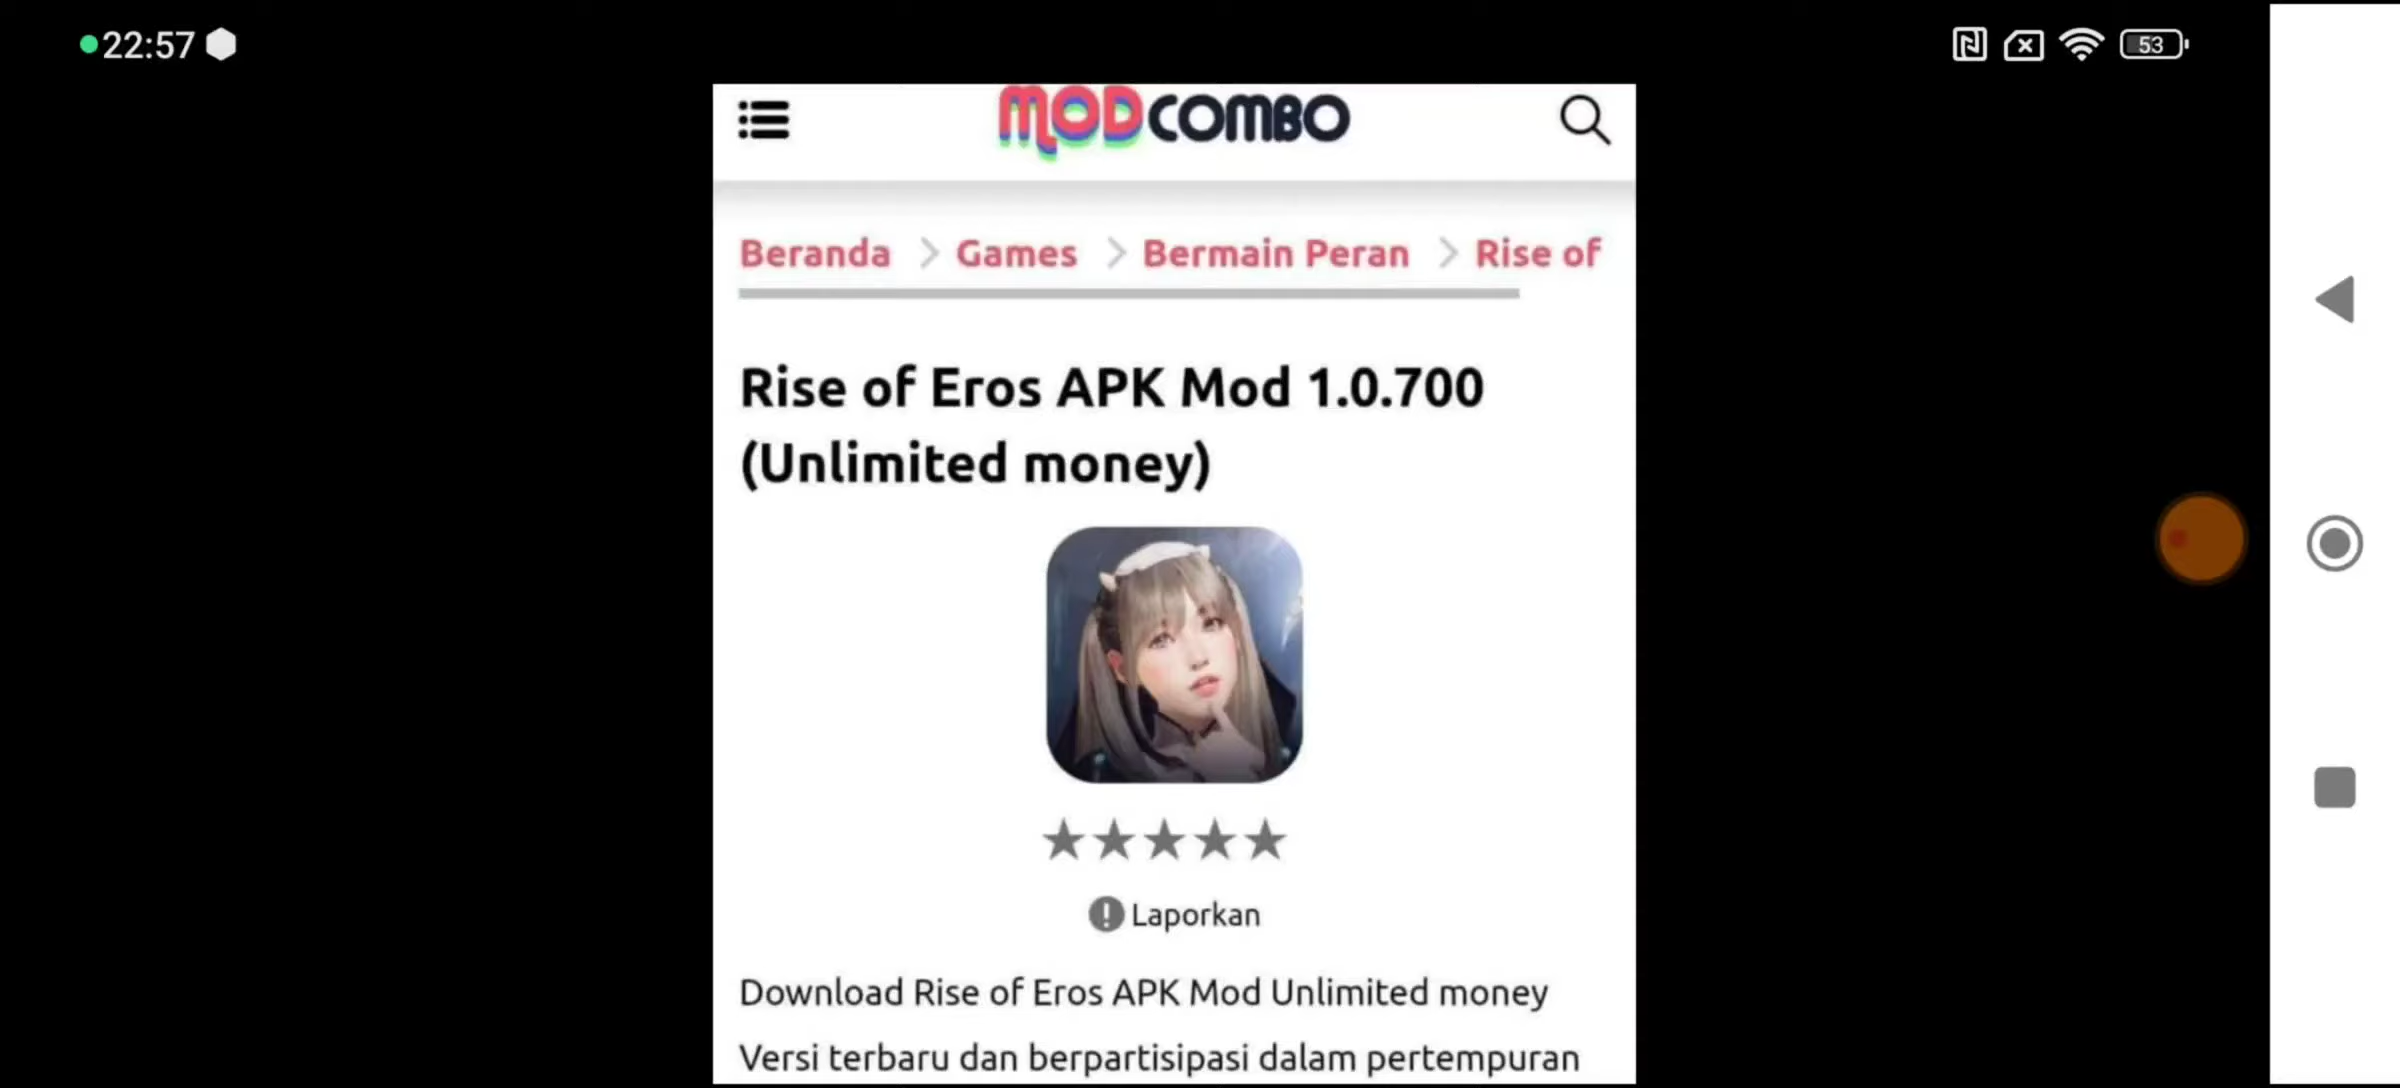 22:57
53
MODCOMBO
Beranda > Games > Bermain Peran > Rise of
Rise of Eros APK Mod 1.0.700
(Unlimited money)
Laporkan
Download Rise of Eros APK Mod Unlimited money
Versi terbaru dan berpartisipasi dalam pertempuran